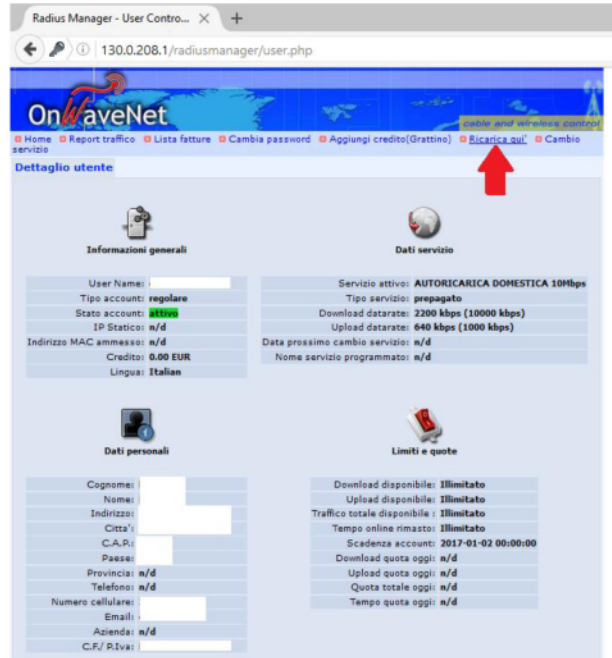 Radius Manager - User Contro...
130.0.208.1/radiusmanager/user.php
OnWaveNet
cable and wireless control
Home Report traffico Lista fatture Cambia password Aggiungi credito(Grattino) Ricarica qui' Cambio
servizio
Dettaglio utente
Informazioni generali
User Name:
Tipo account: regolare
Stato account: attivo
IP Statico: n/d
Indirizzo MAC ammesso: n/d
Credito: 0.00 EUR
Lingua: Italian
Dati servizio
Servizio attivo: AUTORICARICA DOMESTICA 10Mbps
Tipo servizio: prepagato
Download datarate: 2200 kbps (10000 kbps)
Upload datarate: 640 kbps (1000 kbps)
Data prossimo cambio servizio: n/d
Nome servizio programmato: n/d
Dati personali
Cognome:
Nome:
Indirizzo:
Citta':
C.A.P.:
Paese:
Provincia: n/d
Telefono: n/d
Numero cellulare:
Email:
Azienda: n/d
C.F./ P.Iva:
Limiti e quote
Download disponibile: Illimitato
Upload disponibile: Illimitato
Traffico totale disponibile : Illimitato
Tempo online rimasto: Illimitato
Scadenza account: 2017-01-02 00:00:00
Download quota oggi: n/d
Upload quota oggi: n/d
Quota totale oggi: n/d
Tempo quota oggi: n/d